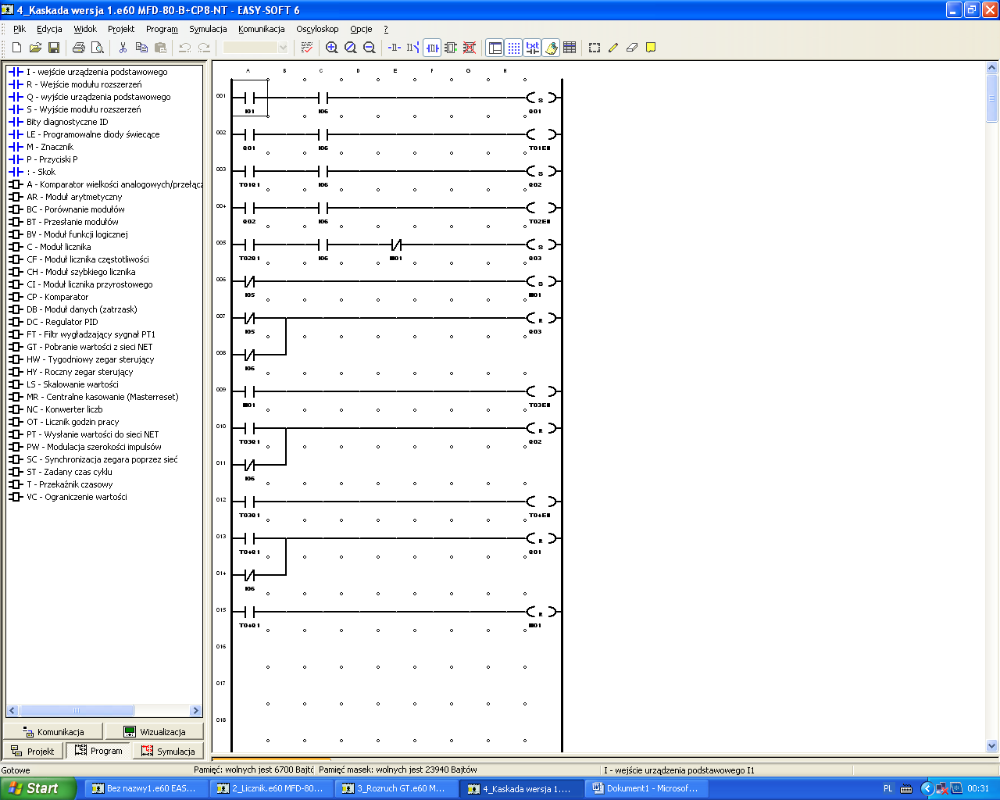 4_Kaskada wersja 1.e60 MFD-80-B+CP8-NT - EASY-SOFT 6
Plik Edycja Widok Projekt Program Symulacja Komunikacja Oscyloskop Opcje ?
I - wejście urządzenia podstawowego
R - Wejście modułu rozszerzeń
Q - wyjście urządzenia podstawowego
S - Wyjście modułu rozszerzeń
Bity diagnostyczne ID
LE - Programowalne diody świecące
M - Znacznik
P - Przyciski P
: - Skok
A - Komparator wielkości analogowych/przełącz
AR - Moduł arytmetyczny
BC - Porównanie modułów
BT - Przesłanie modułów
BV - Moduł funkcji logicznej
C - Moduł licznika
CF - Moduł licznika częstotliwości
CH - Moduł szybkiego licznika
CI - Moduł licznika przyrostowego
CP - Komparator
DB - Moduł danych (zatrzask)
DC - Regulator PID
FT - Filtr wygładzający sygnał PT1
GT - Pobranie wartości z sieci NET
HW - Tygodniowy zegar sterujący
HY - Roczny zegar sterujący
LS - Skalowanie wartości
MR - Centralne kasowanie (Masterreset)
NC - Konwerter liczb
OT - Licznik godzin pracy
PT - Wysłanie wartości do sieci NET
PW - Modulacja szerokości impulsów
SC - Synchronizacja zegara poprzez sieć
ST - Zadany czas cyklu
T - Przekaźnik czasowy
VC - Ograniczenie wartości
Komunikacja Wizualizacja
Projekt Program Symulacja
A B C D E F G H
001 S
I01 I06 Q01
002
Q01 I06 T01EN
003 S
T01Q1 I06 Q02
004
Q02 I06 T02EN
005 S
T02Q1 I06 M01 Q03
006 S
I05 M01
007 R
I05 Q03
008
I06
009
M01 T03EN
010 R
T03Q1 Q02
011
I06
012
T03Q1 T04EN
013 R
T04Q1 Q01
014
I06
015 R
T04Q1 M01
016
017
018
Gotowe Pamięć: wolnych jest 6700 Bajtó Pamięć masek: wolnych jest 23940 Bajtów I - wejście urządzenia podstawowego I1
Start Bez nazwy1.e60 EAS... 2_Licznik.e60 MFD-80... 3_Rozruch GT.e60 M... 4_Kaskada wersja 1.... Dokument1 - Microsof... PL 00:31